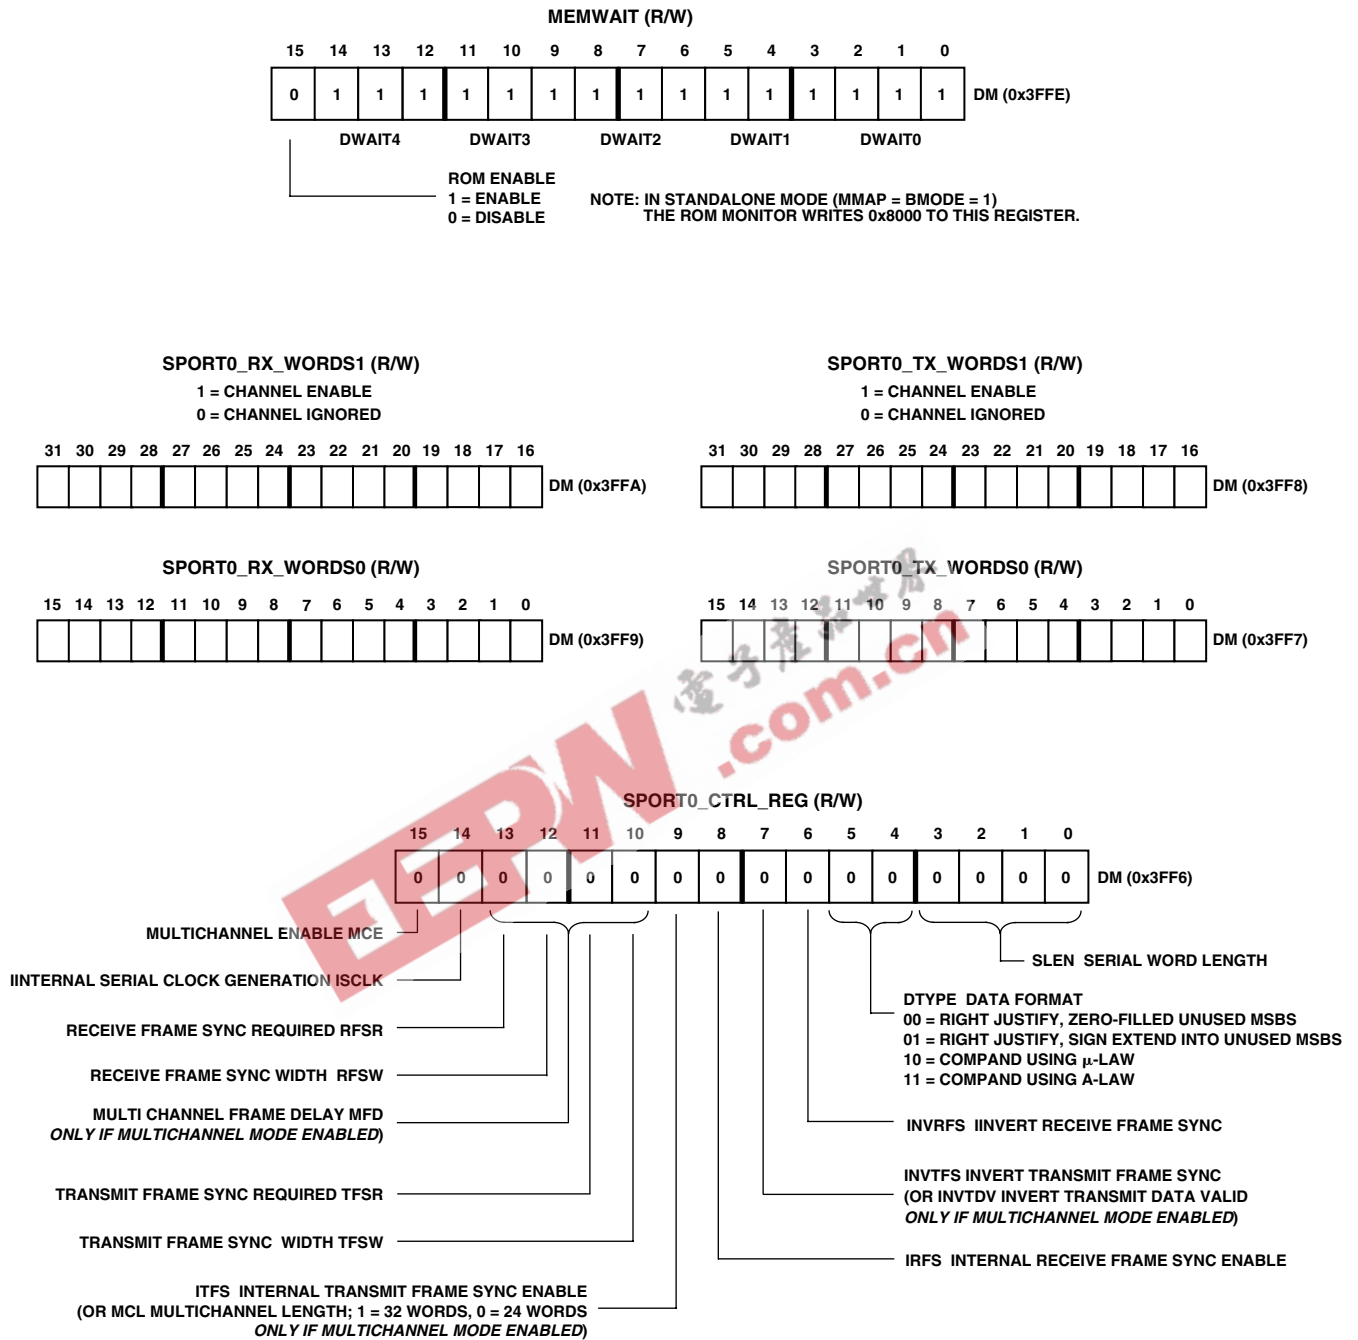 MEMWAIT (R/W)
15 14 13 12 11 10 9 8 7 6 5 4 3 2 1 0
0 1 1 1 1 1 1 1 1 1 1 1 1 1 1 1 DM (0x3FFE)
DWAIT4 DWAIT3 DWAIT2 DWAIT1 DWAIT0
ROM ENABLE
1 = ENABLE
0 = DISABLE
NOTE: IN STANDALONE MODE (MMAP = BMODE = 1)
THE ROM MONITOR WRITES 0x8000 TO THIS REGISTER.
SPORT0_RX_WORDS1 (R/W)
1 = CHANNEL ENABLE
0 = CHANNEL IGNORED
31 30 29 28 27 26 25 24 23 22 21 20 19 18 17 16
DM (0x3FFA)
SPORT0_TX_WORDS1 (R/W)
1 = CHANNEL ENABLE
0 = CHANNEL IGNORED
31 30 29 28 27 26 25 24 23 22 21 20 19 18 17 16
DM (0x3FF8)
SPORT0_RX_WORDS0 (R/W)
15 14 13 12 11 10 9 8 7 6 5 4 3 2 1 0
DM (0x3FF9)
SPORT0_TX_WORDS0 (R/W)
15 14 13 12 11 10 9 8 7 6 5 4 3 2 1 0
DM (0x3FF7)
EEPW
電子產品世界
.com.cn
SPORT0_CTRL_REG (R/W)
15 14 13 12 11 10 9 8 7 6 5 4 3 2 1 0
0 0 0 0 0 0 0 0 0 0 0 0 0 0 0 0 DM (0x3FF6)
MULTICHANNEL ENABLE MCE
IINTERNAL SERIAL CLOCK GENERATION ISCLK
RECEIVE FRAME SYNC REQUIRED RFSR
RECEIVE FRAME SYNC WIDTH RFSW
MULTI CHANNEL FRAME DELAY MFD
ONLY IF MULTICHANNEL MODE ENABLED)
TRANSMIT FRAME SYNC REQUIRED TFSR
TRANSMIT FRAME SYNC WIDTH TFSW
ITFS INTERNAL TRANSMIT FRAME SYNC ENABLE
(OR MCL MULTICHANNEL LENGTH; 1 = 32 WORDS, 0 = 24 WORDS
ONLY IF MULTICHANNEL MODE ENABLED)
SLEN SERIAL WORD LENGTH
DTYPE DATA FORMAT
00 = RIGHT JUSTIFY, ZERO-FILLED UNUSED MSBS
01 = RIGHT JUSTIFY, SIGN EXTEND INTO UNUSED MSBS
10 = COMPAND USING μ-LAW
11 = COMPAND USING A-LAW
INVRFS IINVERT RECEIVE FRAME SYNC
INVTFS INVERT TRANSMIT FRAME SYNC
(OR INVTDV INVERT TRANSMIT DATA VALID
ONLY IF MULTICHANNEL MODE ENABLED)
IRFS INTERNAL RECEIVE FRAME SYNC ENABLE